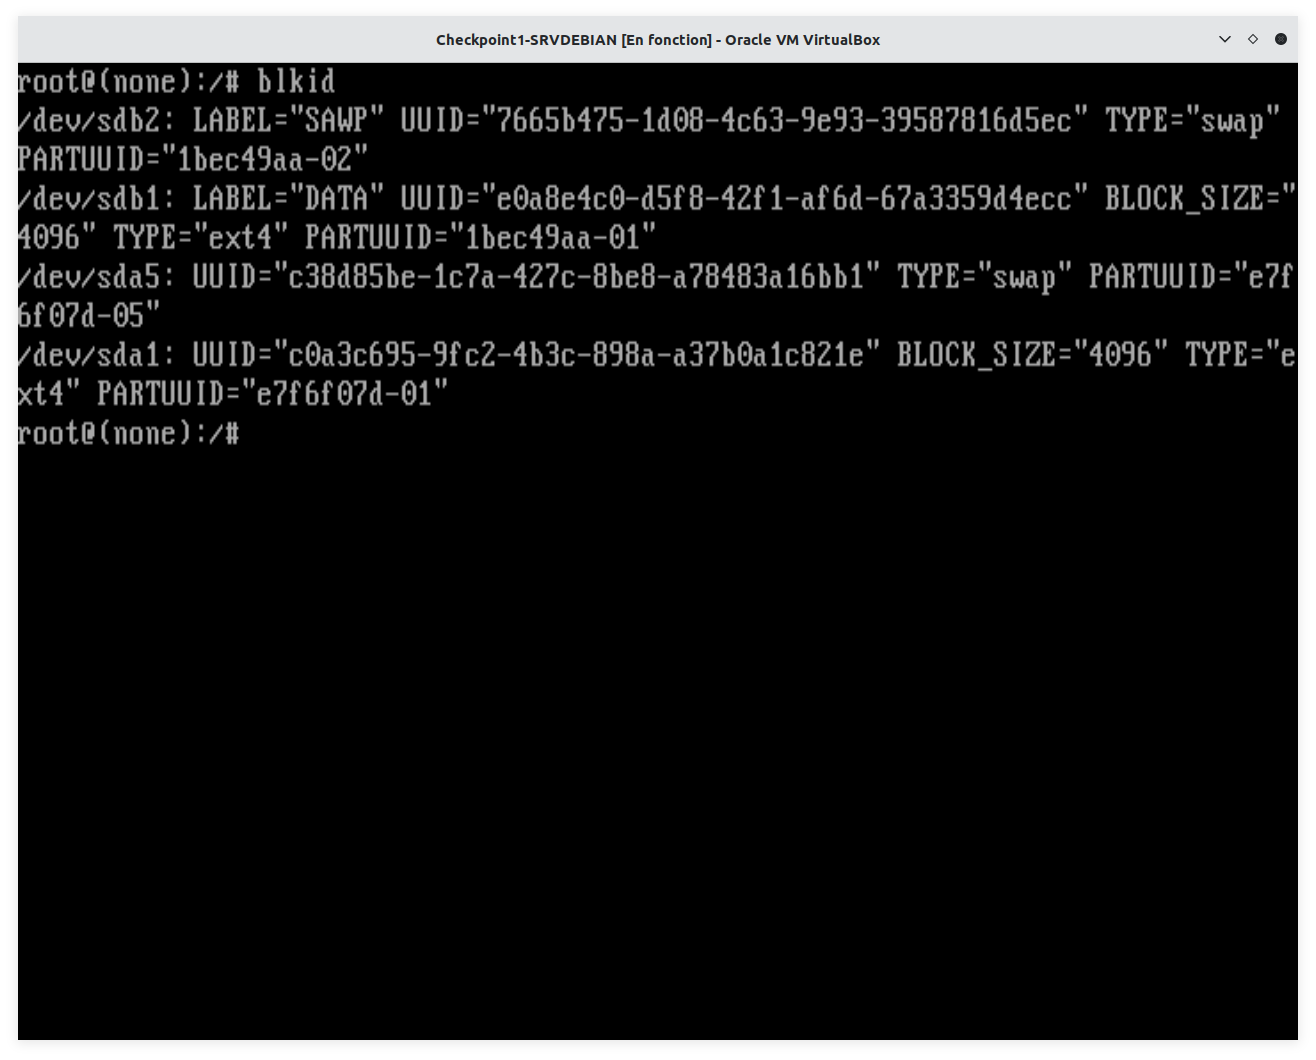 Checkpoint1-SRVDEBIAN [En fonction] - Oracle VM VirtualBox
root@(none):/# blkid
/dev/sdb2: LABEL="SAWP" UUID="7665b475-1d08-4c63-9e93-39587816d5ec" TYPE="swap"
PARTUUID="1bec49aa-02"
/dev/sdb1: LABEL="DATA" UUID="e0a8e4c0-d5f8-42f1-af6d-67a3359d4ecc" BLOCK_SIZE="
4096" TYPE="ext4" PARTUUID="1bec49aa-01"
/dev/sda5: UUID="c38d85be-1c7a-427c-8be8-a78483a16bb1" TYPE="swap" PARTUUID="e7f
6f07d-05"
/dev/sda1: UUID="c0a3c695-9fc2-4b3c-898a-a37b0a1c821e" BLOCK_SIZE="4096" TYPE="e
xt4" PARTUUID="e7f6f07d-01"
root@(none):/#